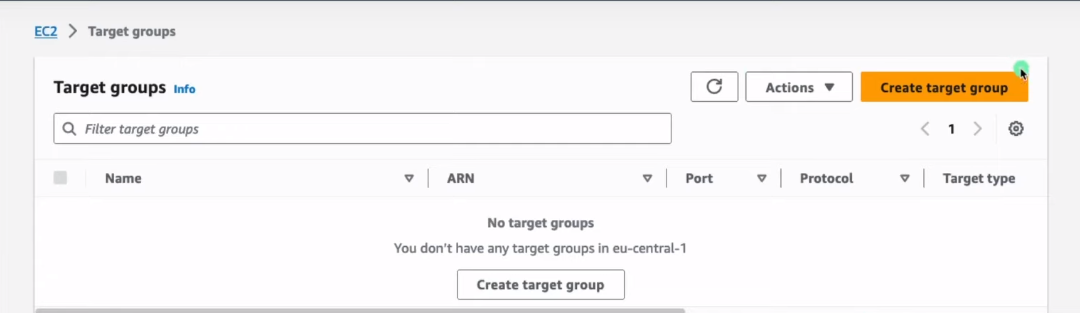 EC2 > Target groups
Target groups Info
Actions ▼ Create target group
Filter target groups
< 1 >
Name ARN Port Protocol Target type
No target groups
You don't have any target groups in eu-central-1
Create target group